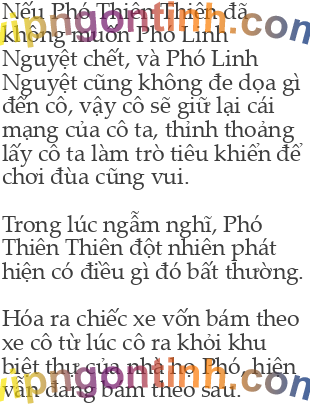 Nếu Phó Thiên Thiên đã
không muốn Phó Linh
Nguyệt chết, và Phó Linh
Nguyệt cũng không đe dọa gì
đến cô, vậy cô sẽ giữ lại cái
mạng của cô ta, thỉnh thoảng
lấy cô ta làm trò tiêu khiển để
chơi đùa cũng vui.
Trong lúc ngẫm nghĩ, Phó
Thiên Thiên đột nhiên phát
hiện có điều gì đó bất thường.
Hóa ra chiếc xe vốn bám theo
xe cô từ lúc cô ra khỏi khu
biệt thự của nhà họ Phó, hiện
vẫn đang bám theo sau.
vipngontinh.com
vipngontinh.com